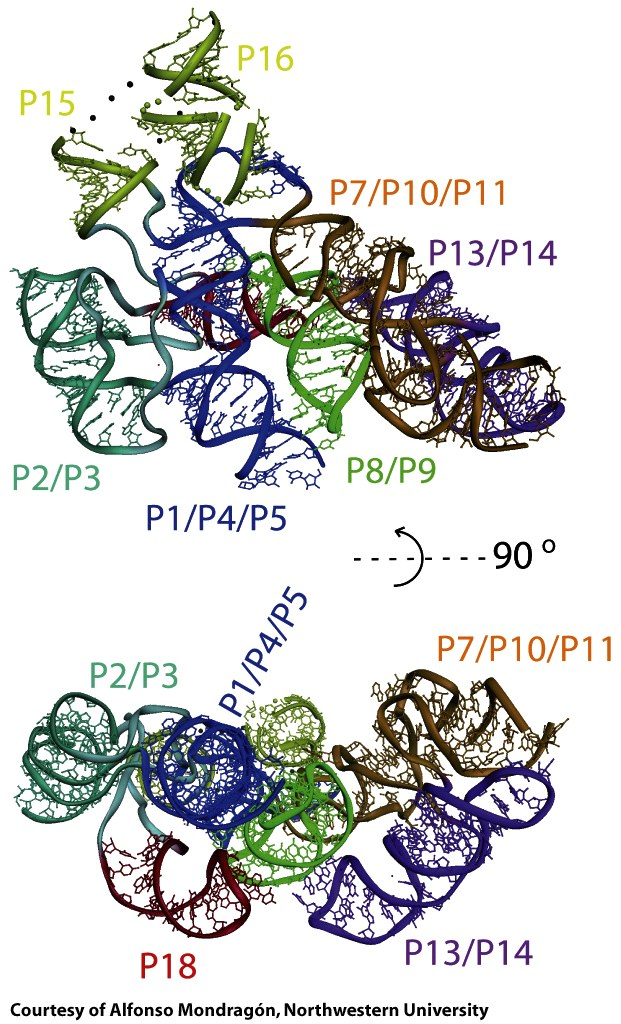 P16
P15
P7/P10/P11
P13/P14
P2/P3
P8/P9
P1/P4/P5
90 o
P1/P4/P5
P7/P10/P11
P2/P3
P18
P13/P14
Courtesy of Alfonso Mondragón, Northwestern University